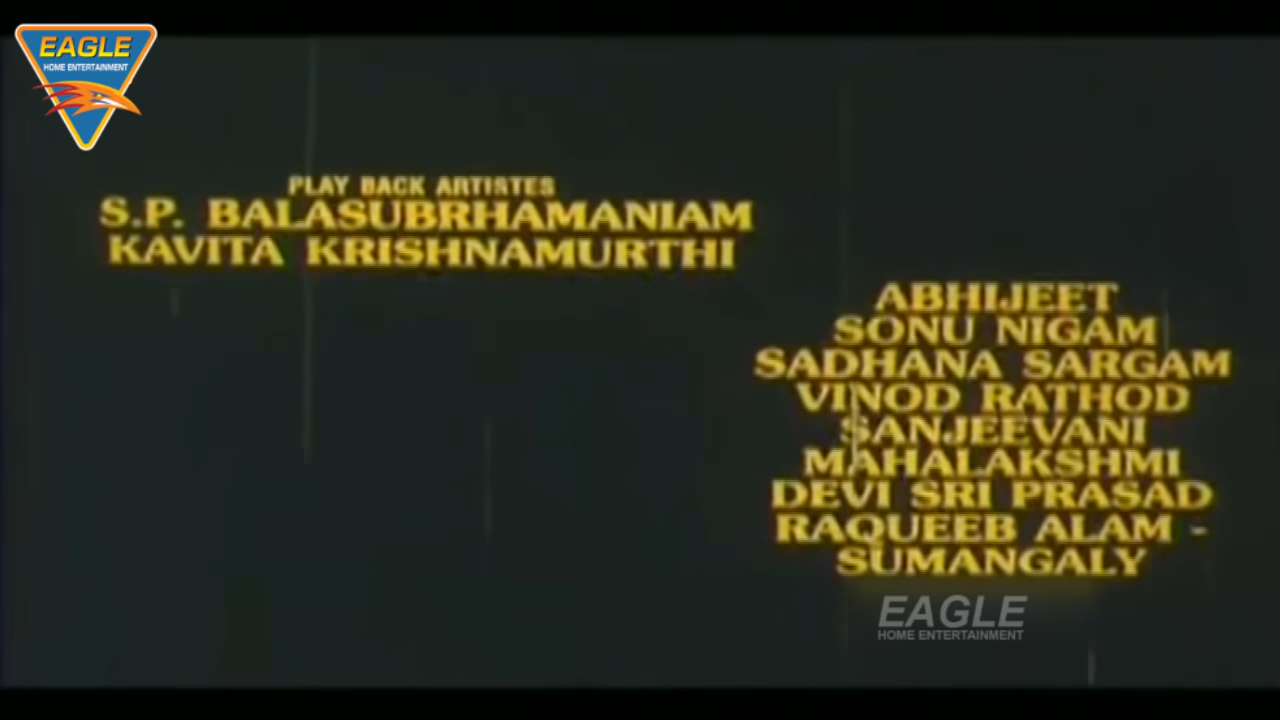 EAGLE
HOME ENTERTAINMENT
PLAY BACK ARTISTES
S.P. BALASUBRHAMANIAM
KAVITA KRISHNAMURTHI
ABHIJEET
SONU NIGAM
SADHANA SARGAM
VINOD RATHOD
SANJEEVANI
MAHALAKSHMI
DEVI SRI PRASAD
RAQUEEB ALAM -
SUMANGALY
EAGLE
HOME ENTERTAINMENT